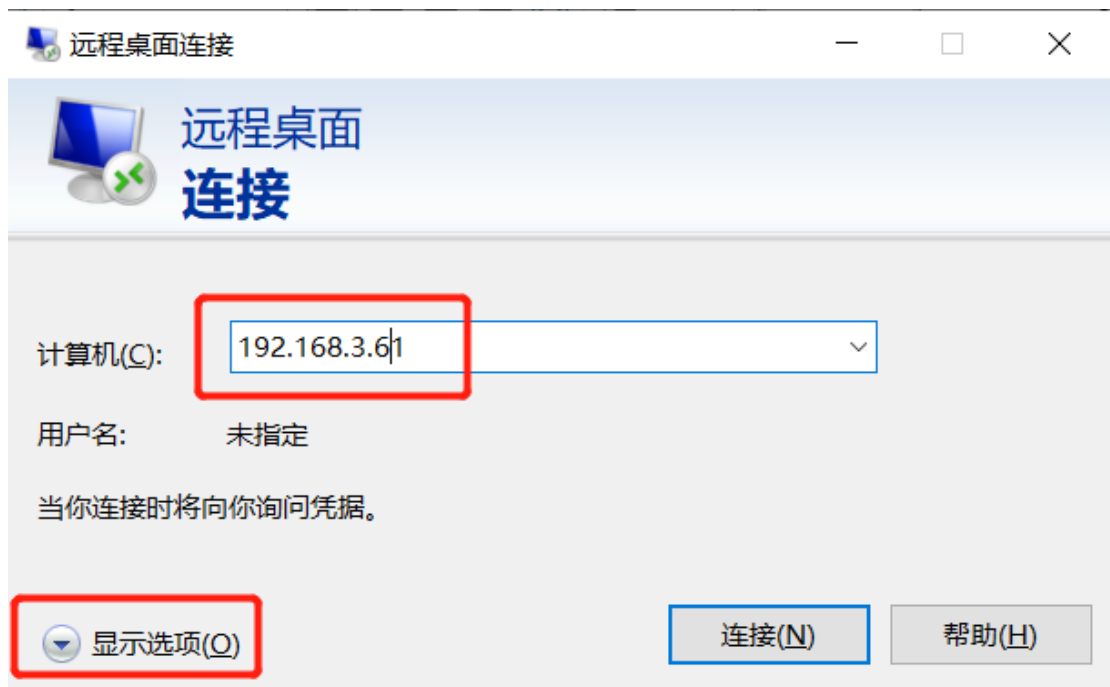 远程桌面连接
远程桌面
连接
计算机(C):
192.168.3.61
用户名:
未指定
当你连接时将向你询问凭据。
显示选项(O)
连接(N)
帮助(H)